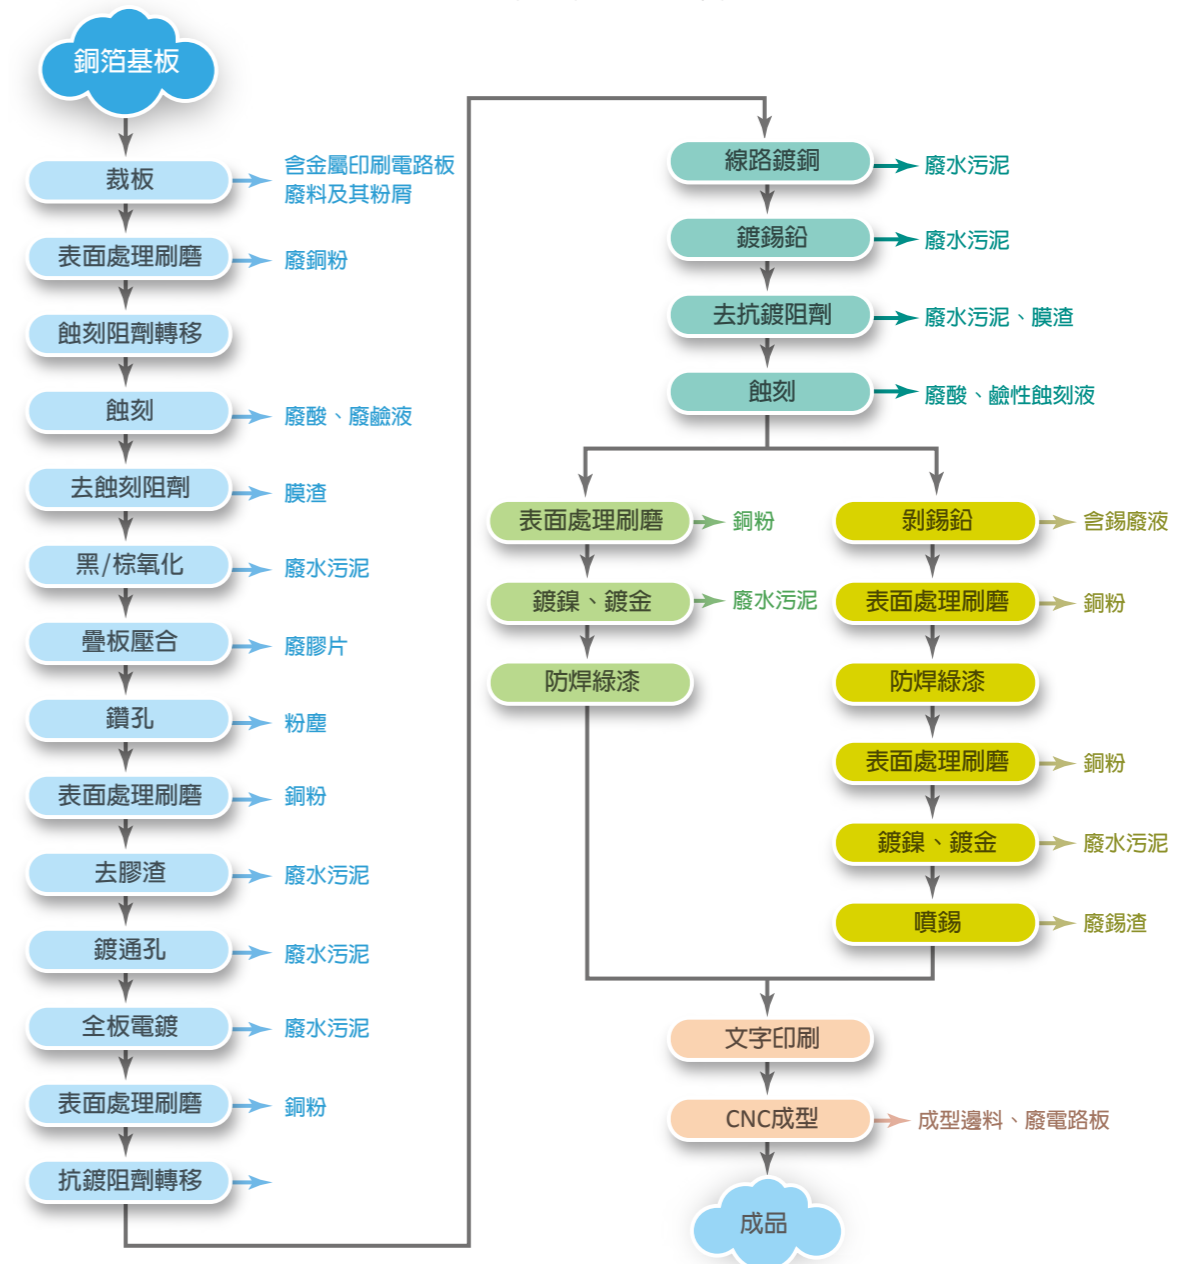 銅箔基板
裁板
含金屬印刷電路板
廢料及其粉屑
表面處理刷磨
廢銅粉
蝕刻阻劑轉移
蝕刻
廢酸、廢鹼液
去蝕刻阻劑
膜渣
黑/棕氧化
廢水污泥
疊板壓合
廢膠片
鑽孔
粉塵
表面處理刷磨
銅粉
去膠渣
廢水污泥
鍍通孔
廢水污泥
全板電鍍
廢水污泥
表面處理刷磨
銅粉
抗鍍阻劑轉移
線路鍍銅
廢水污泥
鍍錫鉛
廢水污泥
去抗鍍阻劑
廢水污泥、膜渣
蝕刻
廢酸、鹼性蝕刻液
表面處理刷磨
銅粉
鍍鎳、鍍金
廢水污泥
防焊綠漆
剝錫鉛
含錫廢液
表面處理刷磨
銅粉
防焊綠漆
表面處理刷磨
銅粉
鍍鎳、鍍金
廢水污泥
噴錫
廢錫渣
文字印刷
CNC成型
成型邊料、廢電路板
成品